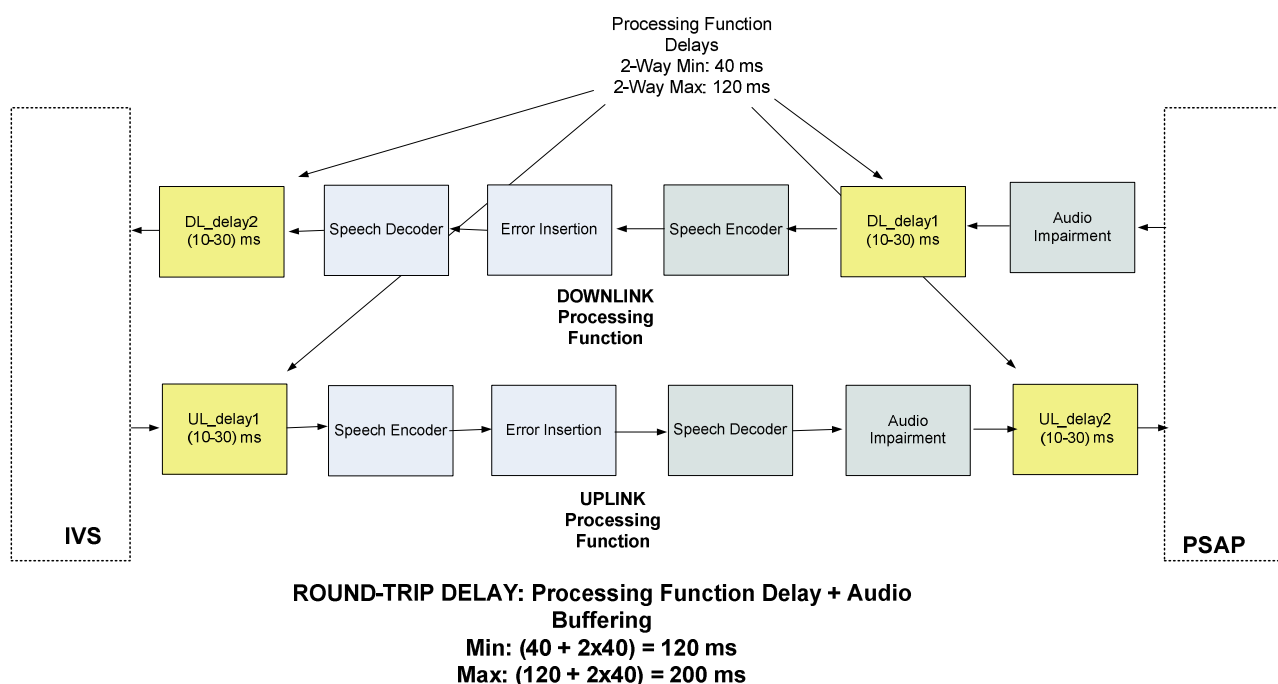 Processing Function
Delays
2-Way Min: 40 ms
2-Way Max: 120 ms
DL_delay2
(10-30) ms
Speech Decoder
Error Insertion
Speech Encoder
DL_delay1
(10-30) ms
Audio
Impairment
DOWNLINK
Processing
Function
UL_delay1
(10-30) ms
Speech Encoder
Error Insertion
Speech Decoder
Audio
Impairment
UL_delay2
(10-30) ms
UPLINK
Processing
Function
IVS
PSAP
ROUND-TRIP DELAY: Processing Function Delay + Audio
Buffering
Min: (40 + 2x40) = 120 ms
Max: (120 + 2x40) = 200 ms